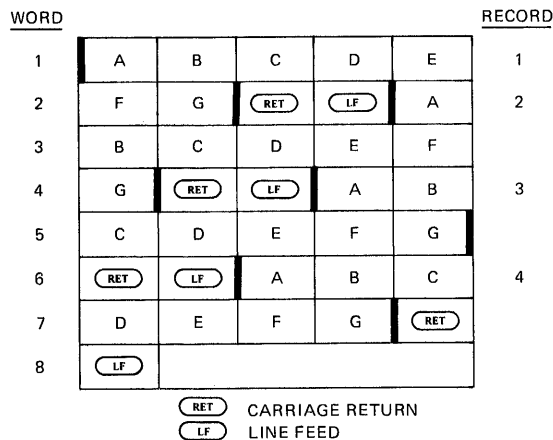 WORD RECORD
1 A B C D E 1
2 F G RET LF A 2
3 B C D E F
4 G RET LF A B 3
5 C D E F G
6 RET LF A B C 4
7 D E F G RET
8 LF
RET CARRIAGE RETURN
LF LINE FEED